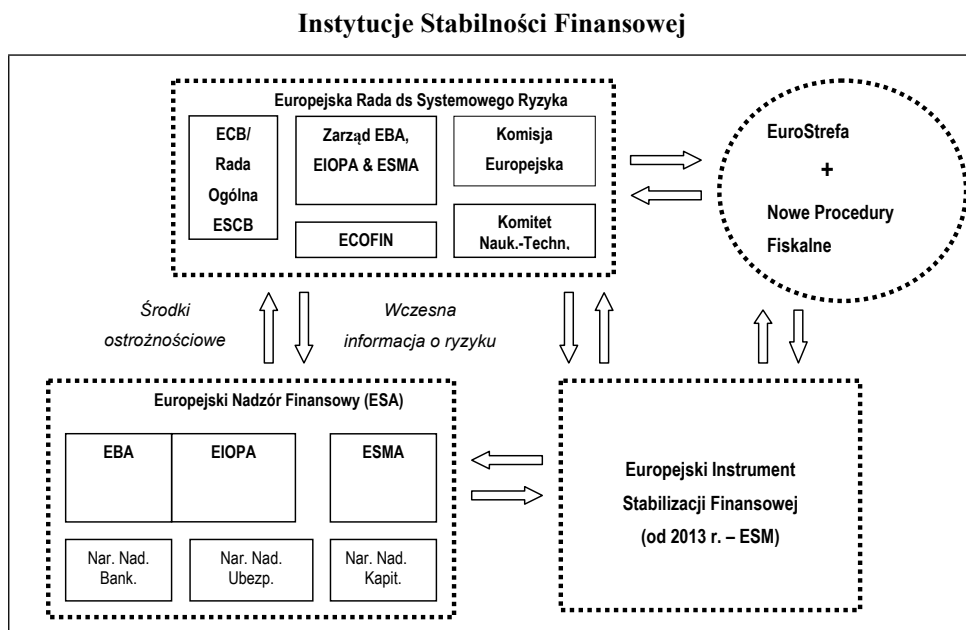 Instytucje Stabilności Finansowej
Europejska Rada ds Systemowego Ryzyka
ECB/
Rada
Ogólna
ESCB
Zarząd EBA,
EIOPA & ESMA
Komisja
Europejska
ECOFIN
Komitet
Nauk.-Techn,
EuroStrefa
+
Nowe Procedury
Fiskalne
Środki
ostrożnościowe
Wczesna
informacja o ryzyku
Europejski Nadzór Finansowy (ESA)
EBA
EIOPA
ESMA
Nar. Nad.
Bank.
Nar. Nad.
Ubezp.
Nar. Nad.
Kapit.
Europejski Instrument
Stabilizacji Finansowej
(od 2013 r. – ESM)